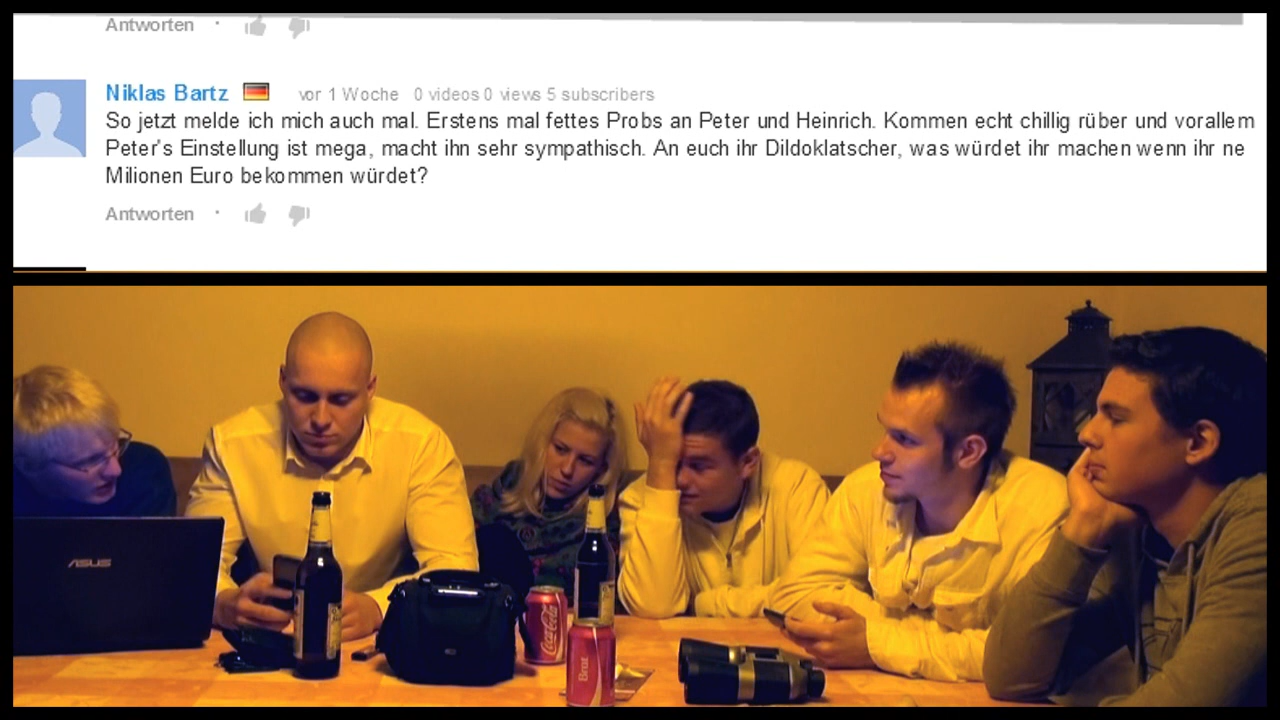 Antworten ·
Niklas Bartz vor 1 Woche 0 videos 0 views 5 subscribers
So jetzt melde ich mich auch mal. Erstens mal fettes Probs an Peter und Heinrich. Kommen echt chillig rüber und vorallem
Peter's Einstellung ist mega, macht ihn sehr sympathisch. An euch ihr Dildoklatscher, was würdet ihr machen wenn ihr ne
Milionen Euro bekommen würdet?
Antworten ·
ASUS
Coca-Cola